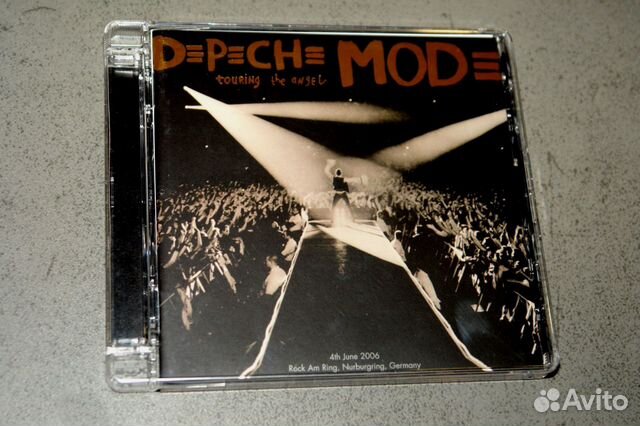 DEPECHE MODE
touring the angel
4th June 2006
Rock Am Ring, Nurburgring, Germany
Avito